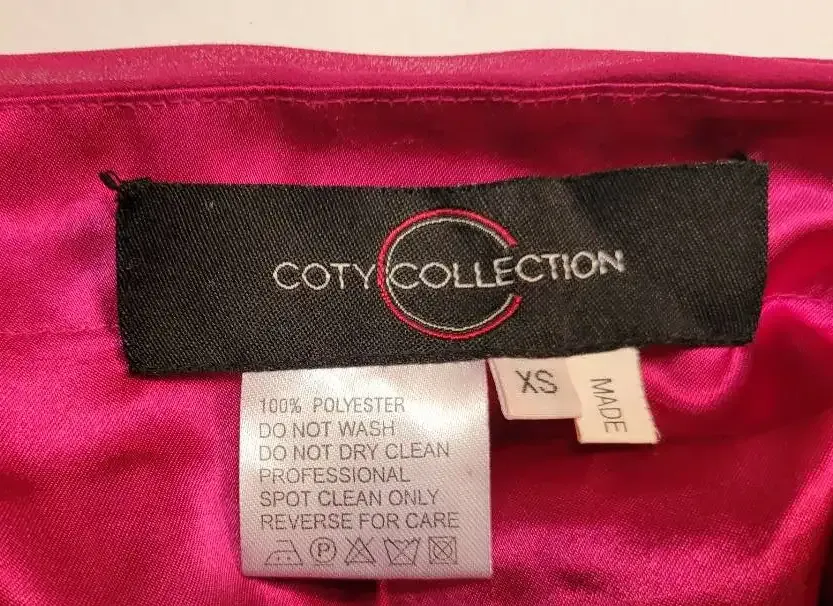 COTY COLLECTION
100% POLYESTER
DO NOT WASH
DO NOT DRY CLEAN
PROFESSIONAL
SPOT CLEAN ONLY
REVERSE FOR CARE
P
XS
MADE